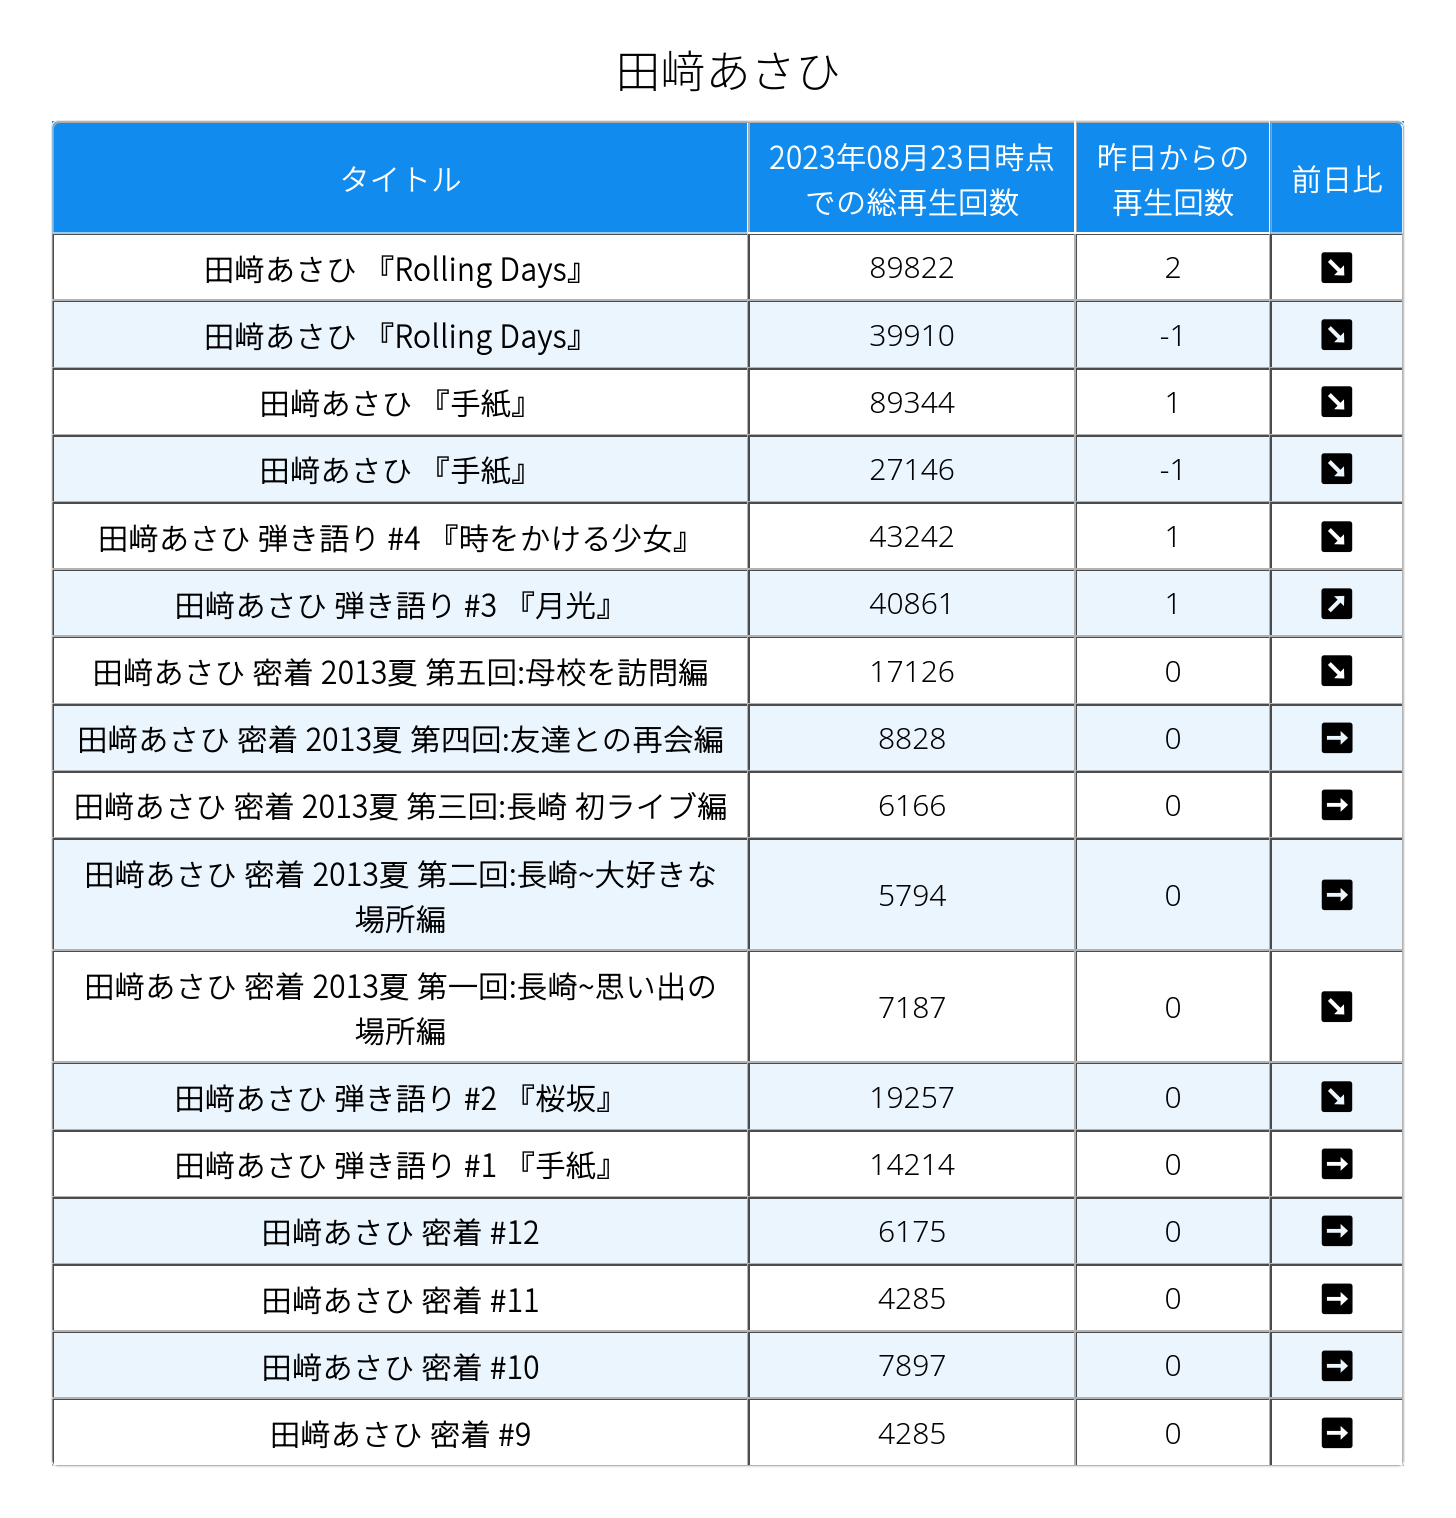 田﨑あさひ
タイトル
2023年08月23日時点
での総再生回数
昨日からの
再生回数
前日比
田﨑あさひ 『Rolling Days』 89822 2 ↘
田﨑あさひ 『Rolling Days』 39910 -1 ↘
田﨑あさひ 『手紙』 89344 1 ↘
田﨑あさひ 『手紙』 27146 -1 ↘
田﨑あさひ 弾き語り #4 『時をかける少女』 43242 1 ↘
田﨑あさひ 弾き語り #3 『月光』 40861 1 ↗
田﨑あさひ 密着 2013夏 第五回:母校を訪問編 17126 0 ↘
田﨑あさひ 密着 2013夏 第四回:友達との再会編 8828 0 ➡
田﨑あさひ 密着 2013夏 第三回:長崎 初ライブ編 6166 0 ➡
田﨑あさひ 密着 2013夏 第二回:長崎~大好きな
場所編 5794 0 ➡
田﨑あさひ 密着 2013夏 第一回:長崎~思い出の
場所編 7187 0 ↘
田﨑あさひ 弾き語り #2 『桜坂』 19257 0 ↘
田﨑あさひ 弾き語り #1 『手紙』 14214 0 ➡
田﨑あさひ 密着 #12 6175 0 ➡
田﨑あさひ 密着 #11 4285 0 ➡
田﨑あさひ 密着 #10 7897 0 ➡
田﨑あさひ 密着 #9 4285 0 ➡